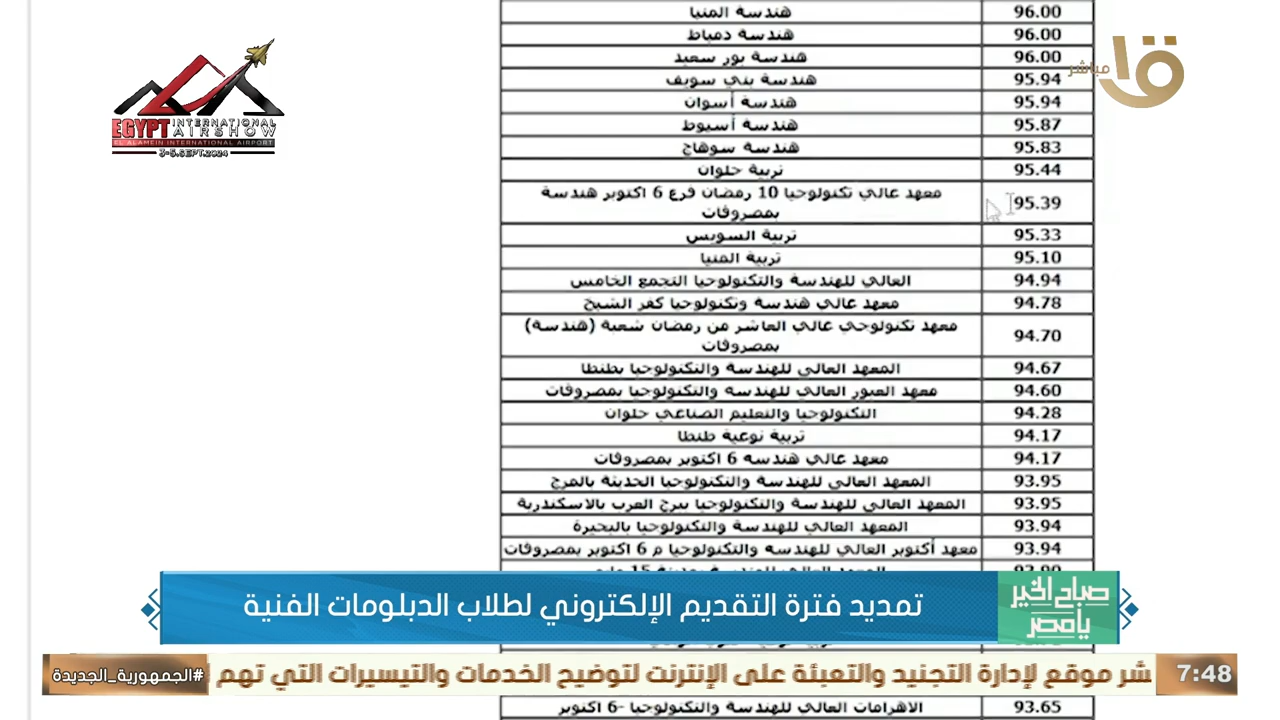 هندسة المنيا 96.00
هندسة دمياط 96.00
هندسة بور سعيد 96.00
هندسة بني سويف 95.94
هندسة أسوان 95.94
هندسة أسيوط 95.87
هندسة سوهاج 95.83
تربية حلوان 95.44
معهد عالي تكنولوجيا 10 رمضان فرع 6 اكتوبر هندسة
بمصروفات 95.39
تربية السويس 95.33
تربية المنيا 95.10
العالي للهندسة والتكنولوجيا التجمع الخامس 94.94
معهد عالي هندسة وتكنولوجيا كفر الشيخ 94.78
معهد تكنولوجي عالي العاشر من رمضان شعبة (هندسة)
بمصروفات 94.70
المعهد العالي للهندسة والتكنولوجيا بطنطا 94.67
معهد العبور العالي للهندسة والتكنولوجيا بمصروفات 94.60
التكنولوجيا والتعليم الصناعي حلوان 94.28
تربية نوعية طنطا 94.17
معهد عالي هندسه 6 اكتوبر بمصروفات 94.17
المعهد العالي للهندسة والتكنولوجيا الحديثة بالمرج 93.95
المعهد العالي للهندسة والتكنولوجيا ببرج العرب بالاسكندرية 93.95
المعهد العالي للهندسة والتكنولوجيا بالبحيرة 93.94
معهد أكتوبر العالي للهندسه والتكنولوجيا م 6 اكتوبر بمصروفات 93.94
مباشر
EGYPT INTERNATIONAL
AIRSHOW
EL ALAMEIN INTERNATIONAL AIRPORT
3-5.SEPT.2024
صباح الخير
يا مصر
تمديد فترة التقديم الإلكتروني لطلاب الدبلومات الفنية
7:48
شر موقع لإدارة التجنيد والتعبئة على الإنترنت لتوضيح الخدمات والتيسيرات التي تهم
#الجمهورية_الجديدة
الاهرامات العالي للهندسة والتكنولوجيا -6 اكتوبر 93.65